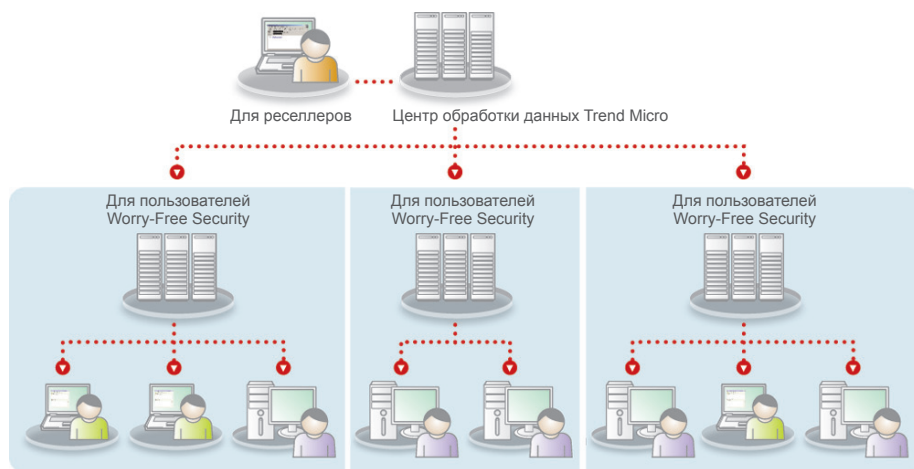 Для реселлеров
Центр обработки данных Trend Micro
Для пользователей
Worry-Free Security
Для пользователей
Worry-Free Security
Для пользователей
Worry-Free Security